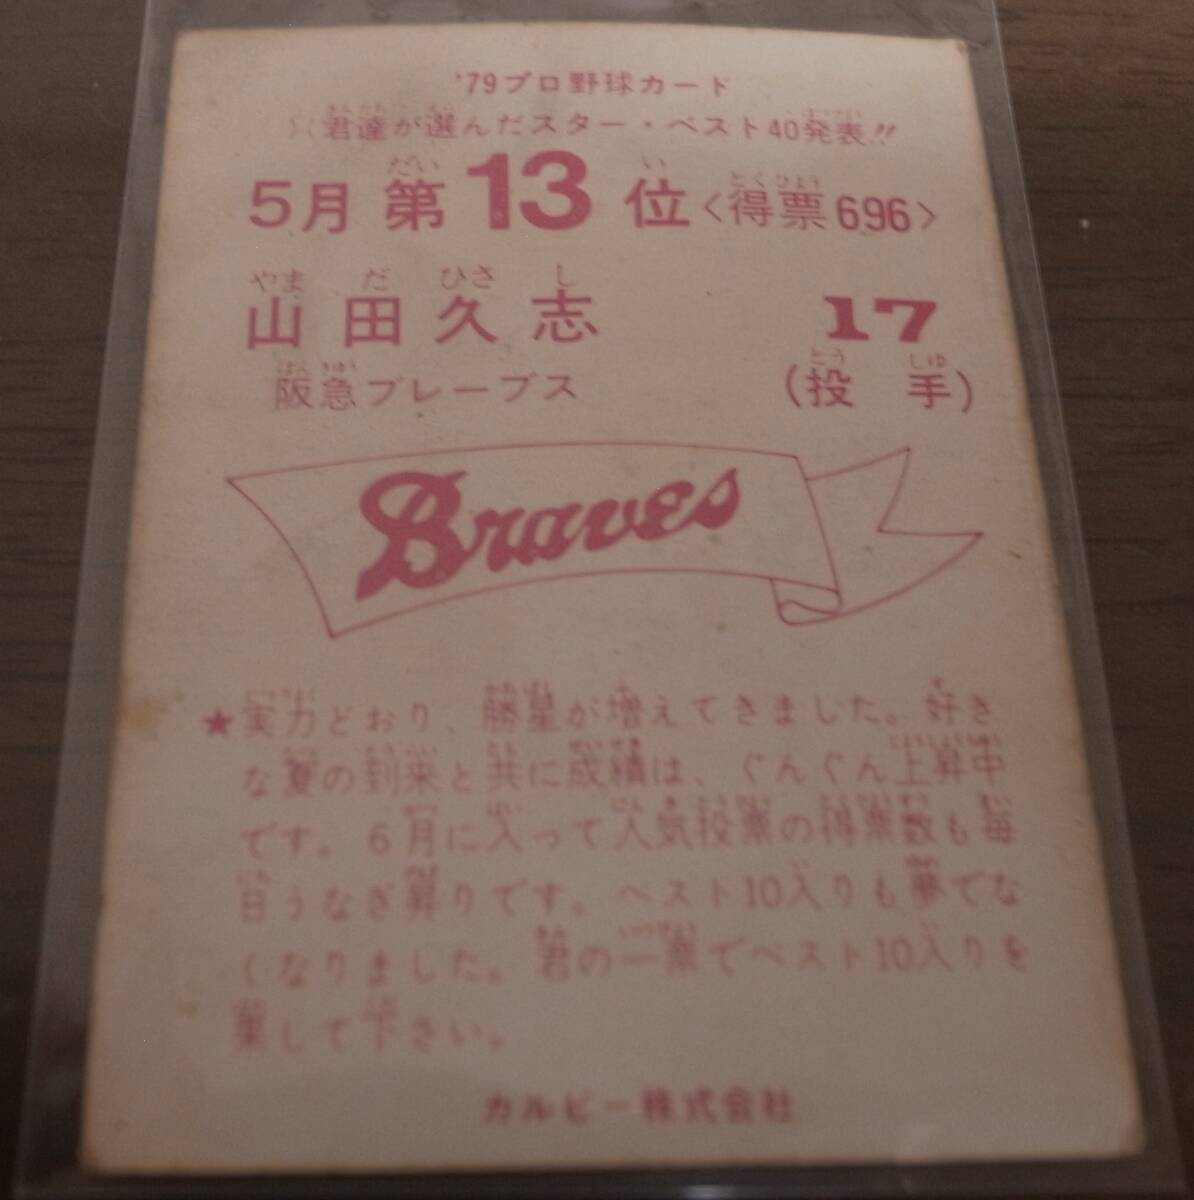 '79プロ野球カード
君達が選んだスター・ベスト40発表!!
5月第13位<得票696>
山田久志 17
阪急ブレーブス (投手)
Braves
★実力どおり、勝星が増えてきました。好き
な夏の到来と共に成績は、ぐんぐん上昇中
です。6月に入って人気投票の得票数も毎
日うなぎ昇りです。ベスト10入りも夢でな
くなりました。君の一票でベスト10入りを
果して下さい。
カルビー株式会社